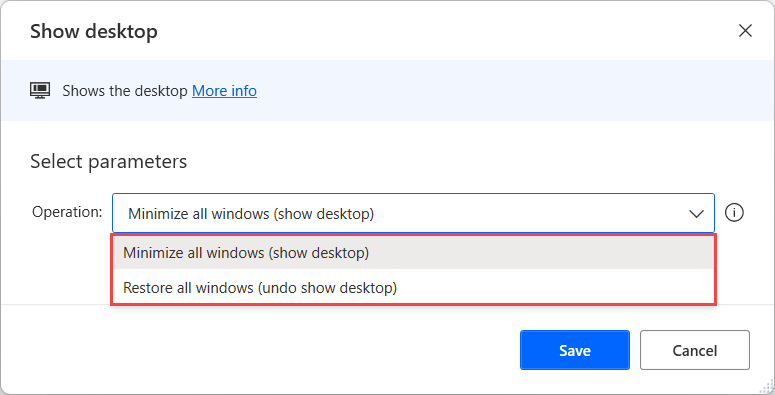 Show desktop
Shows the desktop More info
Select parameters
Operation: Minimize all windows (show desktop)
Minimize all windows (show desktop)
Restore all windows (undo show desktop)
Save Cancel